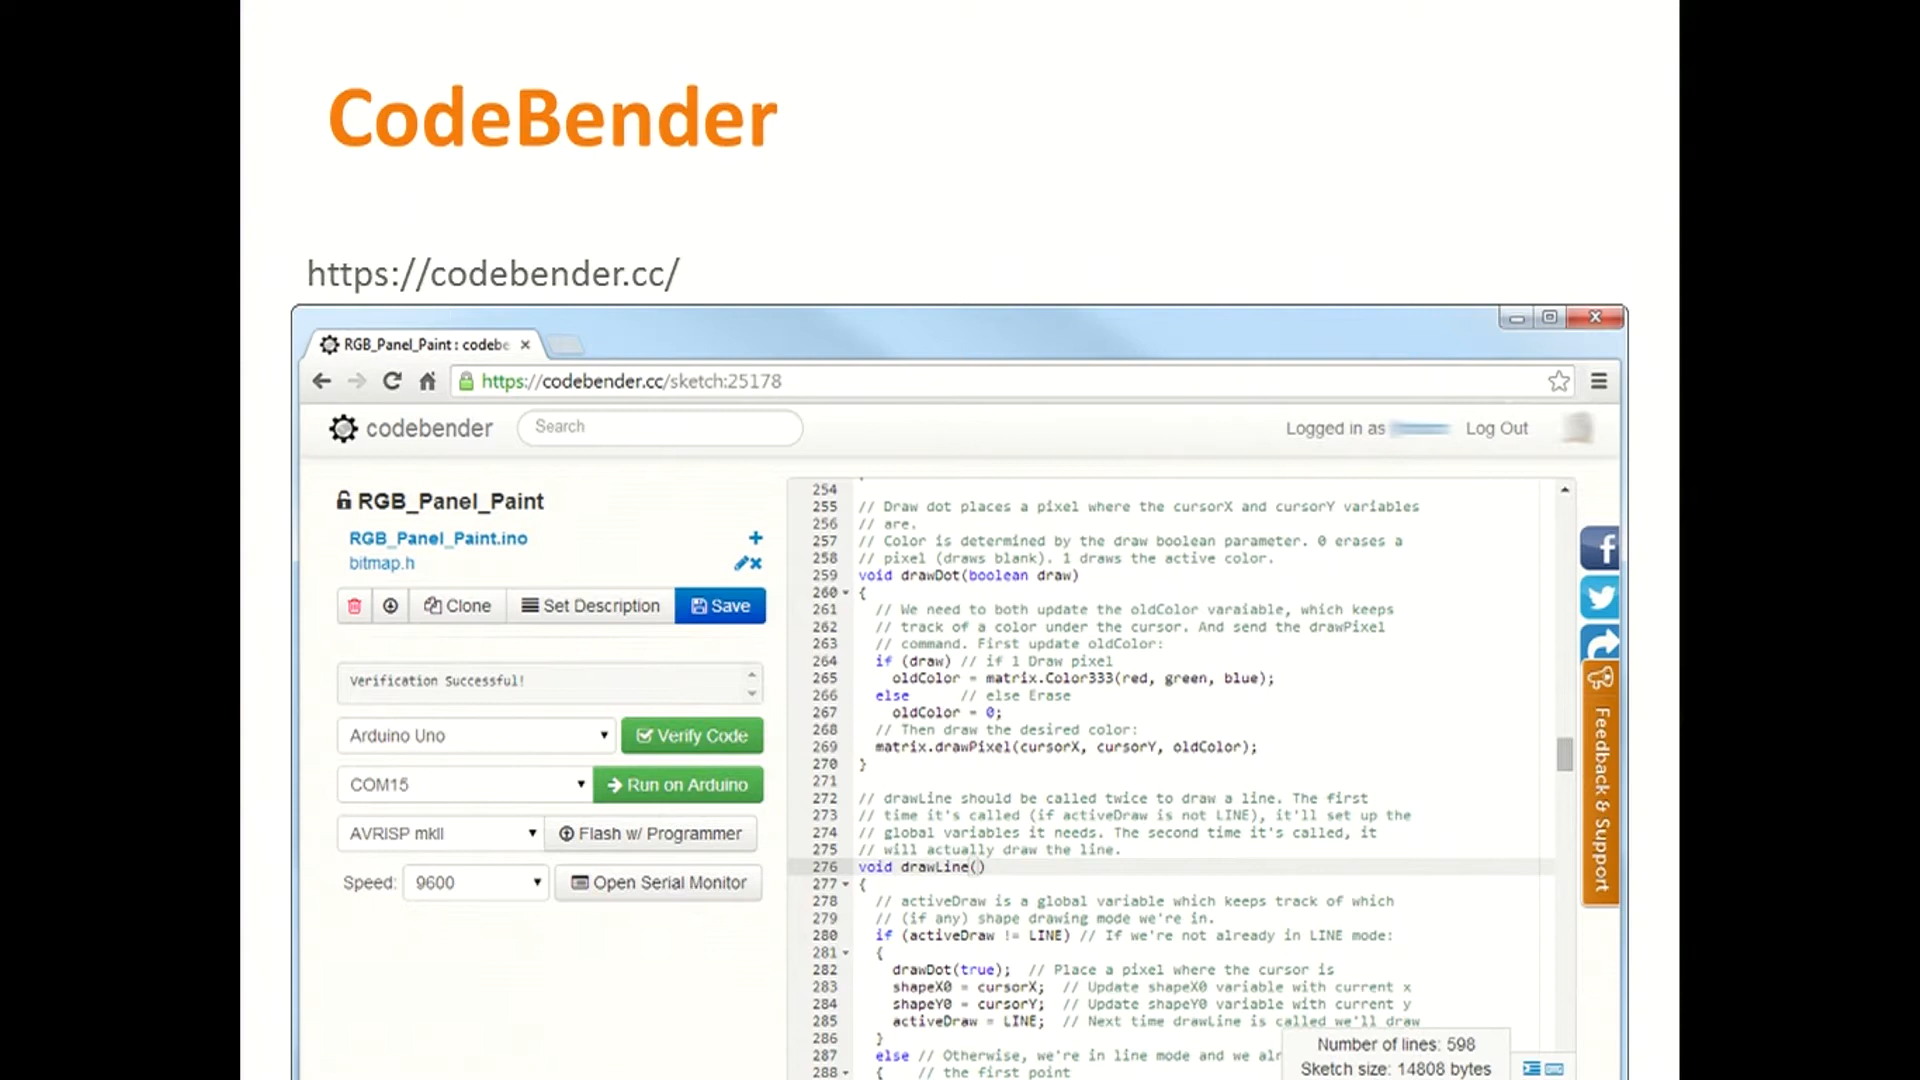 CodeBender
https://codebender.cc/
RGB_Panel_Paint : codebe
https://codebender.cc/sketch:25178
codebender
Search
Logged in as
Log Out
RGB_Panel_Paint
RGB_Panel_Paint.ino
bitmap.h
Clone
Set Description
Save
Verification Successful!
Arduino Uno
Verify Code
COM15
Run on Arduino
AVRISP mkII
Flash w/ Programmer
Speed: 9600
Open Serial Monitor
254
255 // Draw dot places a pixel where the cursorX and cursorY variables
256 // are.
257 // Color is determined by the draw boolean parameter. 0 erases a
258 // pixel (draws blank). 1 draws the active color.
259 void drawDot(boolean draw)
260 {
261 // We need to both update the oldColor varaiable, which keeps
262 // track of a color under the cursor. And send the drawPixel
263 // command. First update oldColor:
264 if (draw) // if 1 Draw pixel
265 oldColor = matrix.Color333(red, green, blue);
266 else // else Erase
267 oldColor = 0;
268 // Then draw the desired color:
269 matrix.drawPixel(cursorX, cursorY, oldColor);
270 }
271
272 // drawLine should be called twice to draw a line. The first
273 // time it's called (if activeDraw is not LINE), it'll set up the
274 // global variables it needs. The second time it's called, it
275 // will actually draw the line.
276 void drawLine()
277 {
278 // activeDraw is a global variable which keeps track of which
279 // (if any) shape drawing mode we're in.
280 if (activeDraw != LINE) // If we're not already in LINE mode:
281 {
282 drawDot(true); // Place a pixel where the cursor is
283 shapeX0 = cursorX; // Update shapeX0 variable with current x
284 shapeY0 = cursorY; // Update shapeY0 variable with current y
285 activeDraw = LINE; // Next time drawLine is called we'll draw
286 }
287 else // Otherwise, we're in line mode and we alr
288 { // the first point
Number of lines: 598
Sketch size: 14808 bytes
Feedback & Support